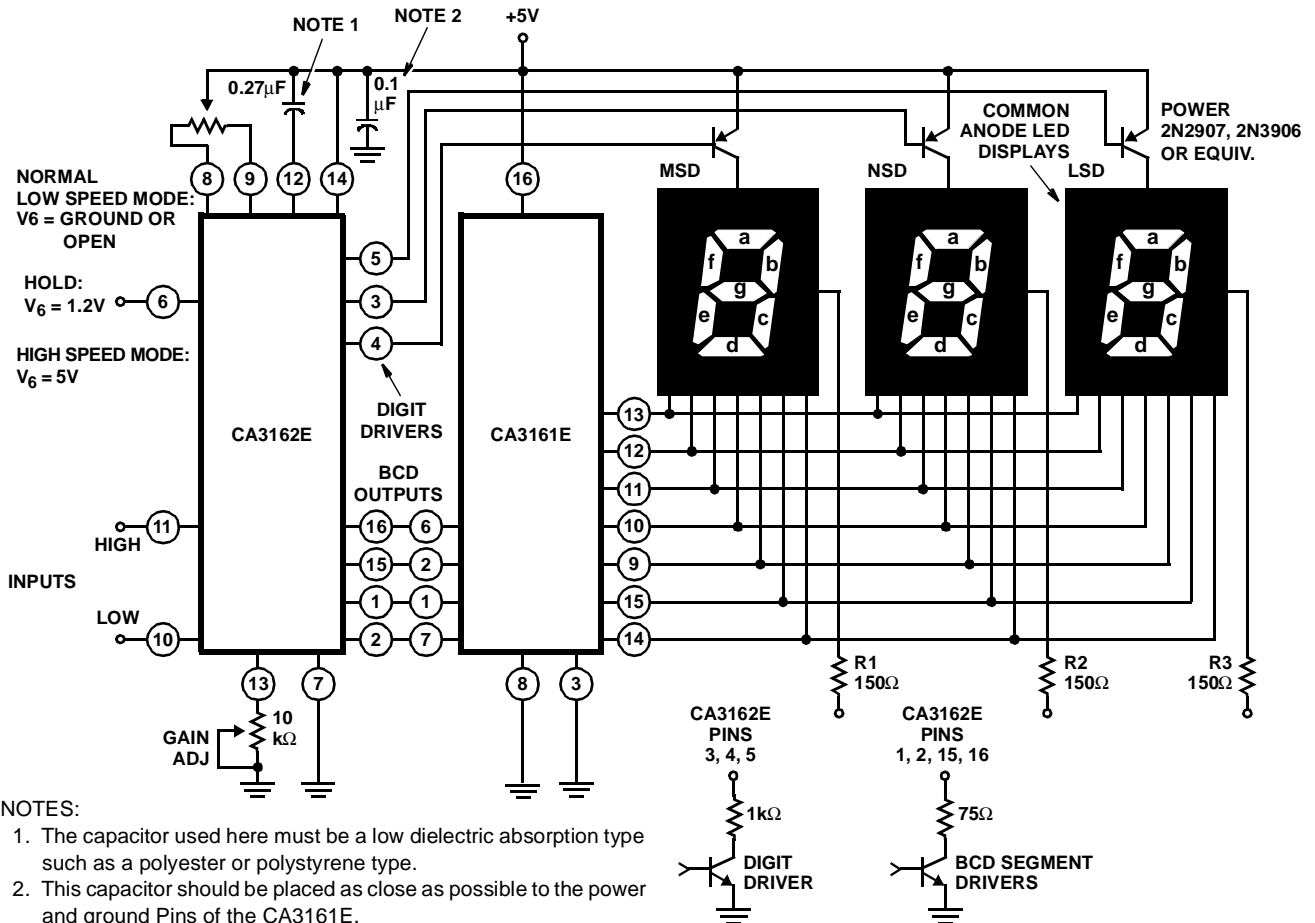 NOTE 1
NOTE 2
+5V
0.27µF
0.1
µF
COMMON
ANODE LED
DISPLAYS
POWER
2N2907, 2N3906
OR EQUIV.
MSD
NSD
LSD
NORMAL
LOW SPEED MODE:
V6 = GROUND OR
OPEN
8
9
12
14
16
HOLD:
V6 = 1.2V
6
HIGH SPEED MODE:
V6 = 5V
5
3
4
DIGIT
DRIVERS
a
f b
g
e c
d
a
f b
g
e c
d
a
f b
g
e c
d
CA3162E
CA3161E
BCD
OUTPUTS
13
12
11
10
9
15
14
11
HIGH
INPUTS
LOW
10
16 6
15 2
1 1
2 7
13
7
8
3
GAIN
ADJ
10
kΩ
R1
150Ω
R2
150Ω
R3
150Ω
CA3162E
PINS
3, 4, 5
1kΩ
DIGIT
DRIVER
CA3162E
PINS
1, 2, 15, 16
75Ω
BCD SEGMENT
DRIVERS
NOTES:
1. The capacitor used here must be a low dielectric absorption type
such as a polyester or polystyrene type.
2. This capacitor should be placed as close as possible to the power
and ground Pins of the CA3161E.